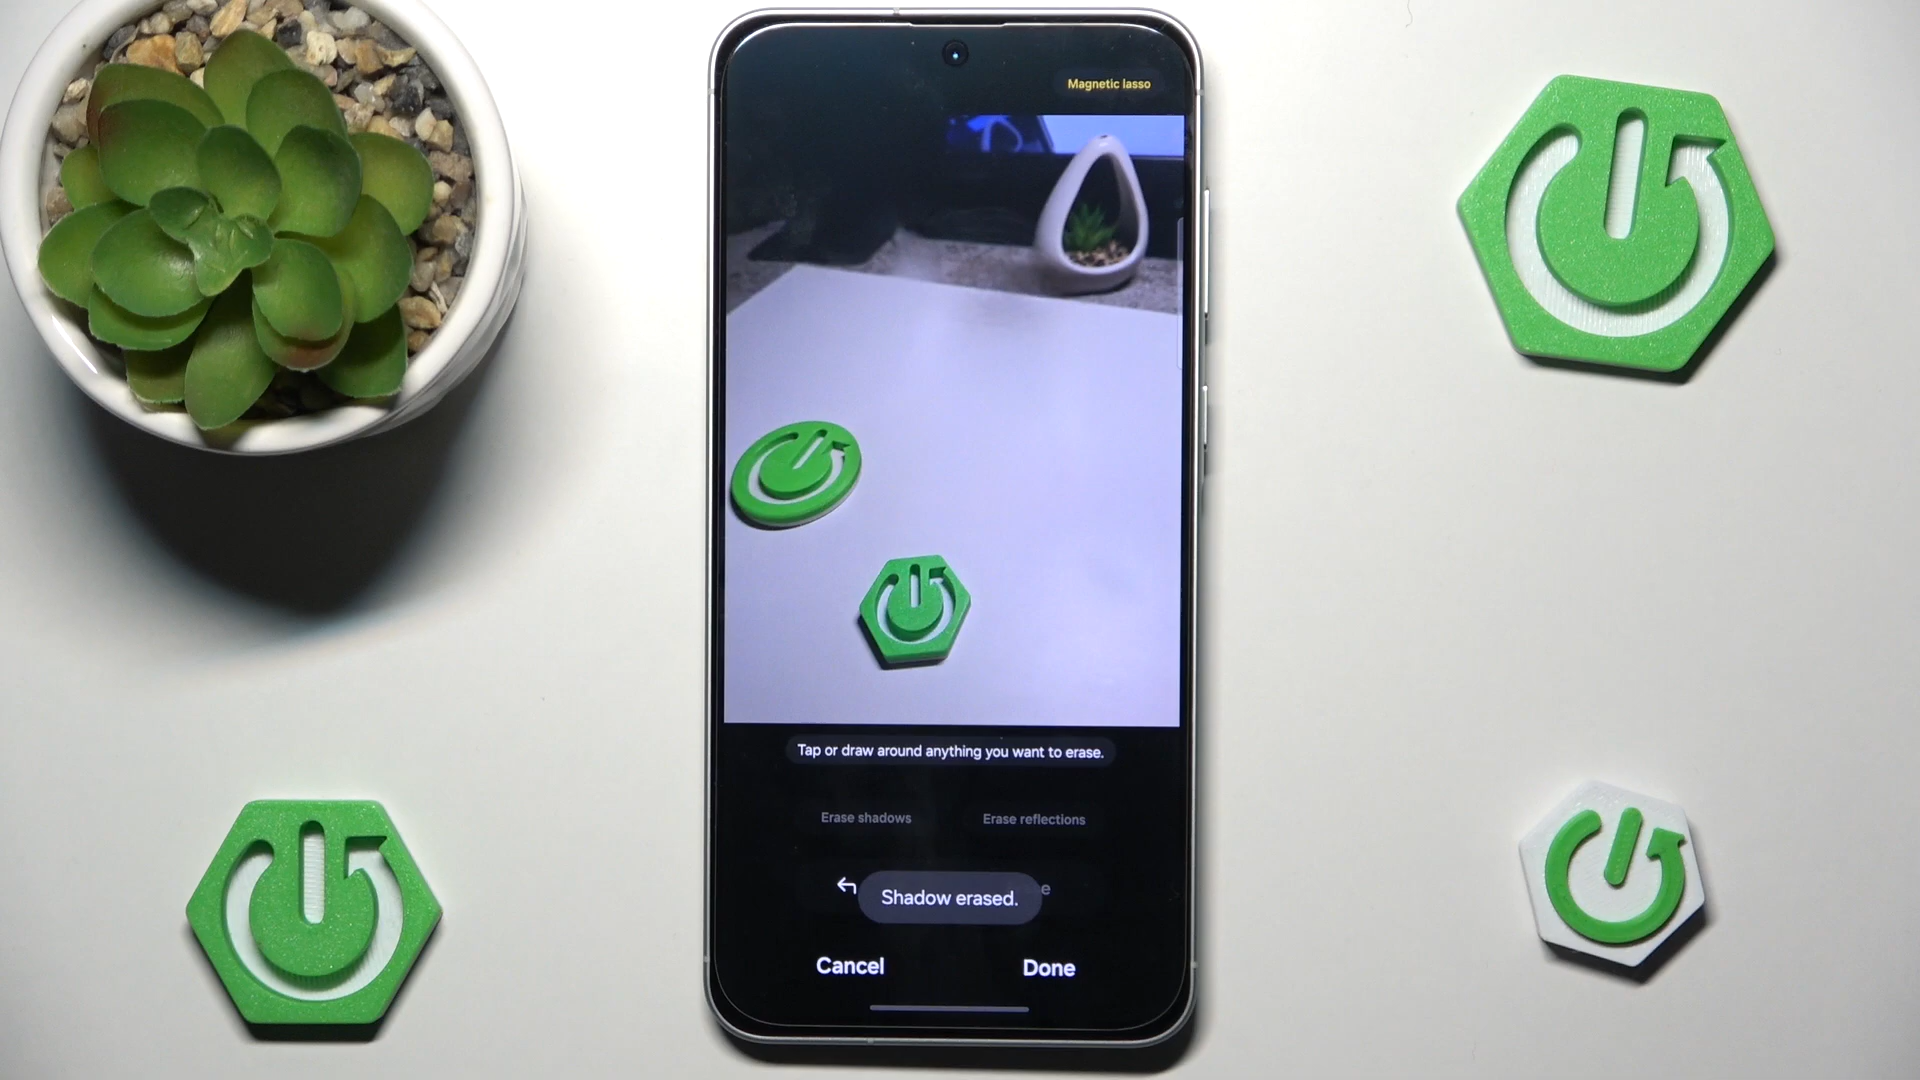 Magnetic lasso
Tap or draw around anything you want to erase.
Erase shadows
Erase reflections
Shadow erased.
Cancel
Done